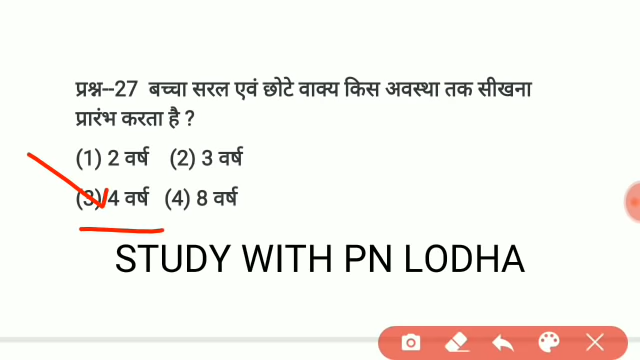 प्रश्न--27 बच्चा सरल एवं छोटे वाक्य किस अवस्था तक सीखना
प्रारंभ करता है ?
(1) 2 वर्ष (2) 3 वर्ष
(3) 4 वर्ष (4) 8 वर्ष
STUDY WITH PN LODHA